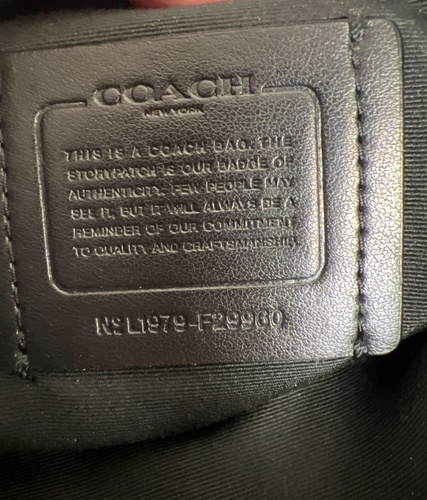 COACH
NEW YORK
THIS IS A COACH BAG. THE
STORYPATCH IS OUR BADGE OF
AUTHENTICITY. FEW PEOPLE MAY
SEE IT, BUT IT WILL ALWAYS BE A
REMINDER OF OUR COMMITMENT
TO QUALITY AND CRAFTSMANSHIP.
L1979-F29960